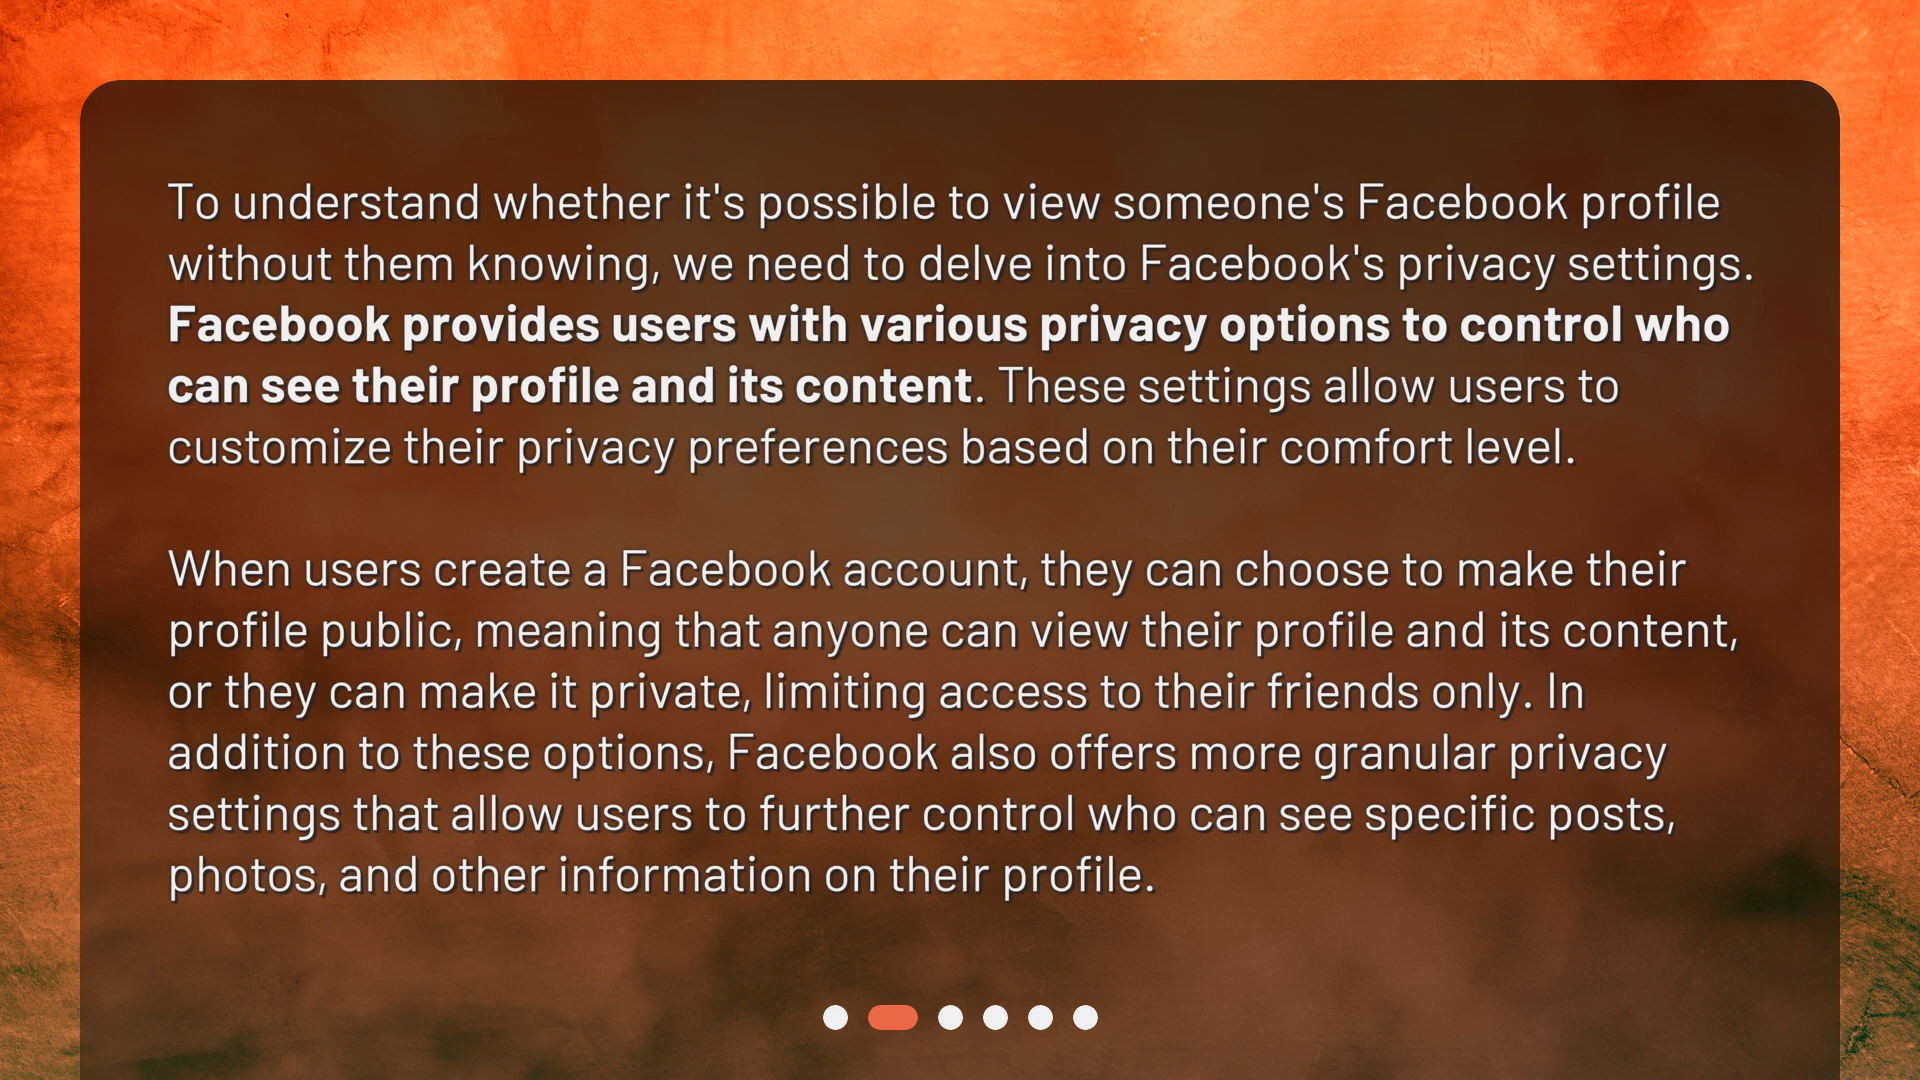 To understand whether it's possible to view someone's Facebook profile
without them knowing, we need to delve into Facebook's privacy settings.
Facebook provides users with various privacy options to control who
can see their profile and its content. These settings allow users to
customize their privacy preferences based on their comfort level.
When users create a Facebook account, they can choose to make their
profile public, meaning that anyone can view their profile and its content,
or they can make it private, limiting access to their friends only. In
addition to these options, Facebook also offers more granular privacy
settings that allow users to further control who can see specific posts,
photos, and other information on their profile.